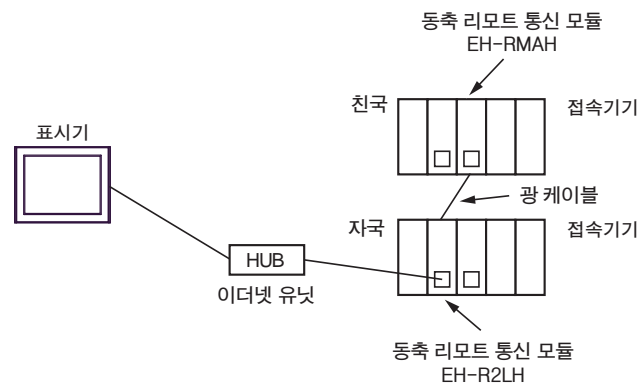 동축 리모트 통신 모듈
EH-RMAH
친국
접속기기
표시기
광 케이블
자국
접속기기
HUB
이더넷 유닛
동축 리모트 통신 모듈
EH-R2LH